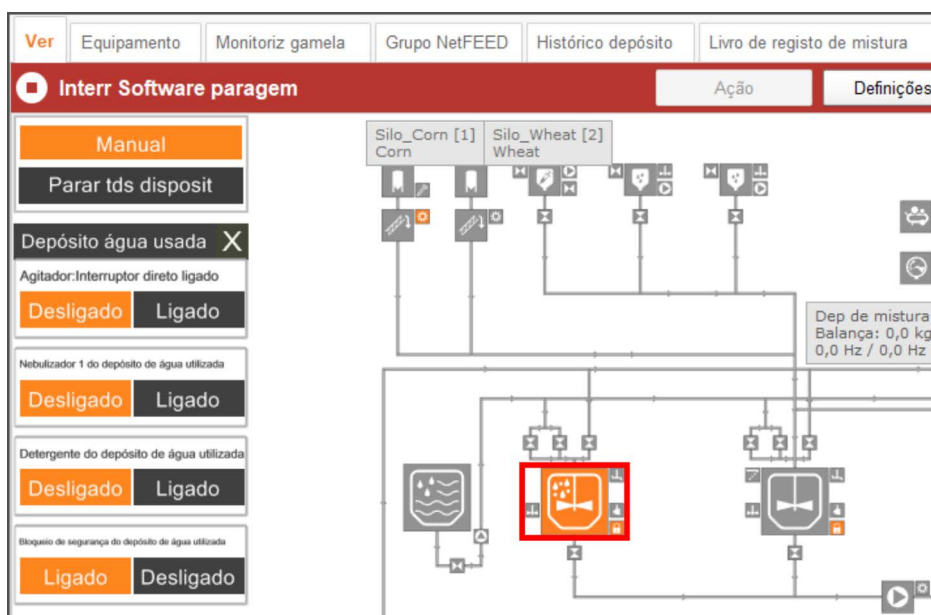 Ver
Equipamento
Monitoriz gamela
Grupo NetFEED
Histórico depósito
Livro de registo de mistura
Interr Software paragem
Ação
Definições
Manual
Parar tds disposit
Silo_Corn [1]
Corn
Silo_Wheat [2]
Wheat
Depósito água usada X
Agitador:Interruptor direto ligado
Desligado Ligado
Nebulizador 1 do depósito de água utilizada
Desligado Ligado
Detergente do depósito de água utilizada
Desligado Ligado
Bloqueio de segurança do depósito de água utilizada
Ligado Desligado
Dep de mistura
Balança: 0,0 kg
0,0 Hz / 0,0 Hz